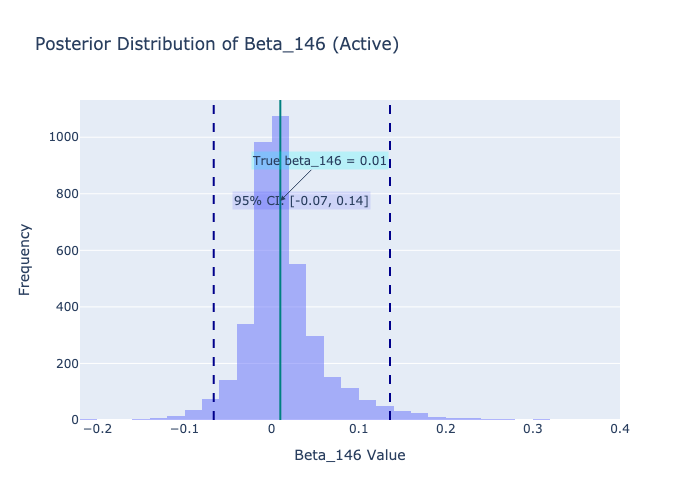 Posterior Distribution of Beta_146 (Active)
1000
800
600
400
200
0
Frequency
True beta_146 = 0.01
95% CI: [-0.07, 0.14]
−0.2
−0.1
0
0.1
0.2
0.3
0.4
Beta_146 Value